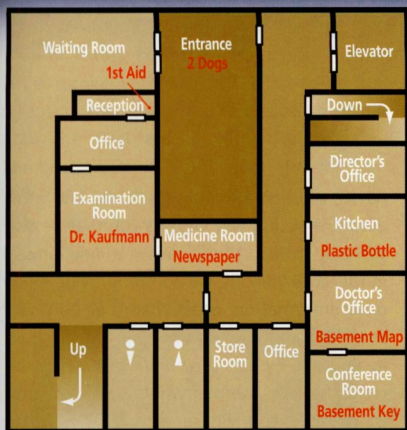 Waiting Room
1st Aid
Reception
Office
Examination
Room
Dr. Kaufmann
Entrance
2 Dogs
Medicine Room
Newspaper
Elevator
Down
Director's
Office
Kitchen
Plastic Bottle
Doctor's
Office
Basement Map
Conference
Room
Basement Key
Up
Store
Room
Office